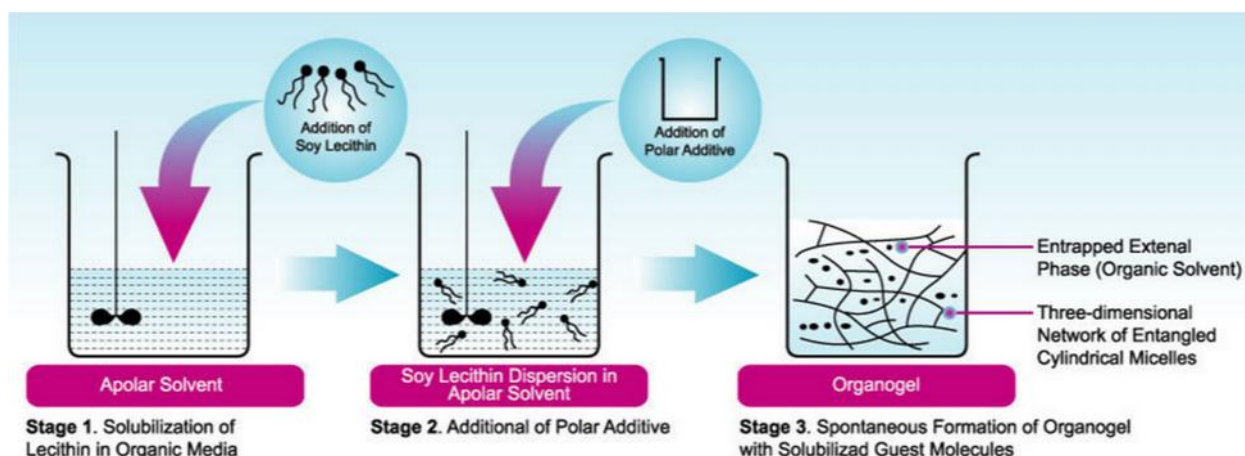 Addition of
Soy Lecithin
Addition of
Polar Additive
Entrapped Extenal
Phase (Organic Solvent)
Three-dimensional
Network of Entangled
Cylindrical Micelles
Apolar Solvent
Soy Lecithin Dispersion in
Apolar Solvent
Organogel
Stage 1. Solubilization of
Lecithin in Organic Media
Stage 2. Additional of Polar Additive
Stage 3. Spontaneous Formation of Organogel
with Solubilizad Guest Molecules